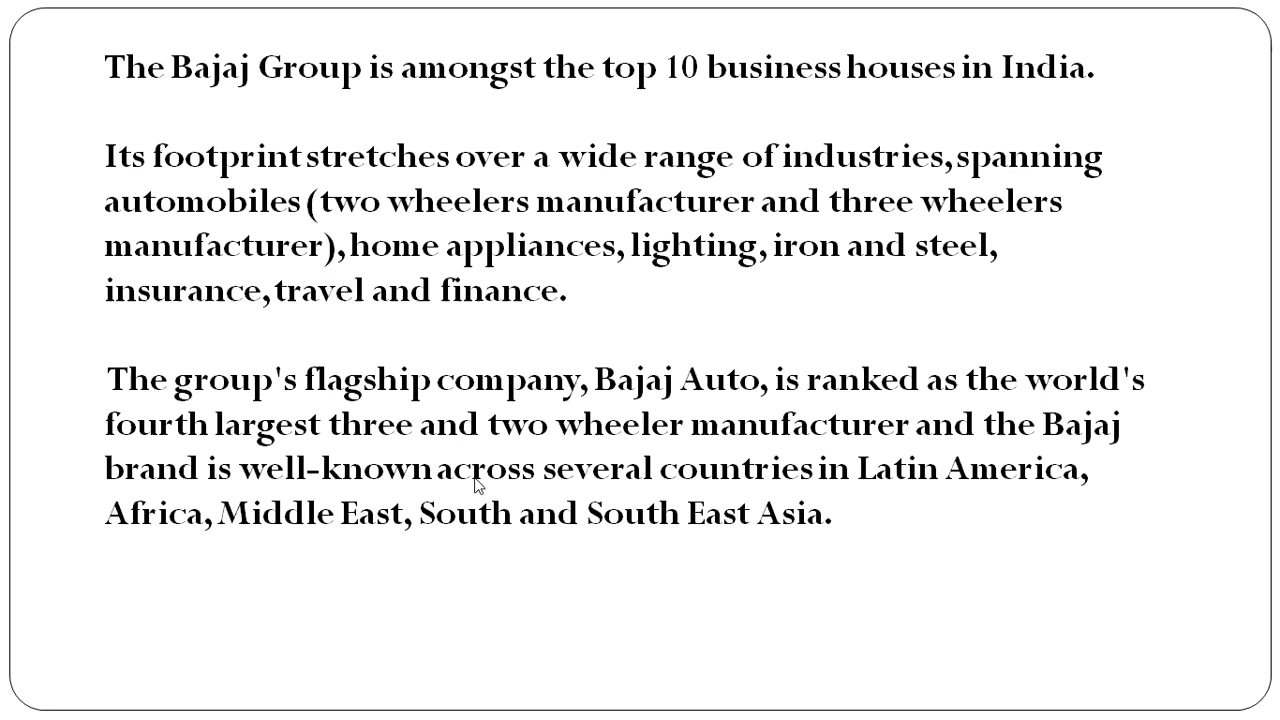 The Bajaj Group is amongst the top 10 business houses in India.
Its footprint stretches over a wide range of industries, spanning
automobiles (two wheelers manufacturer and three wheelers
manufacturer), home appliances, lighting, iron and steel,
insurance, travel and finance.
The group's flagship company, Bajaj Auto, is ranked as the world's
fourth largest three and two wheeler manufacturer and the Bajaj
brand is well-known across several countries in Latin America,
Africa, Middle East, South and South East Asia.